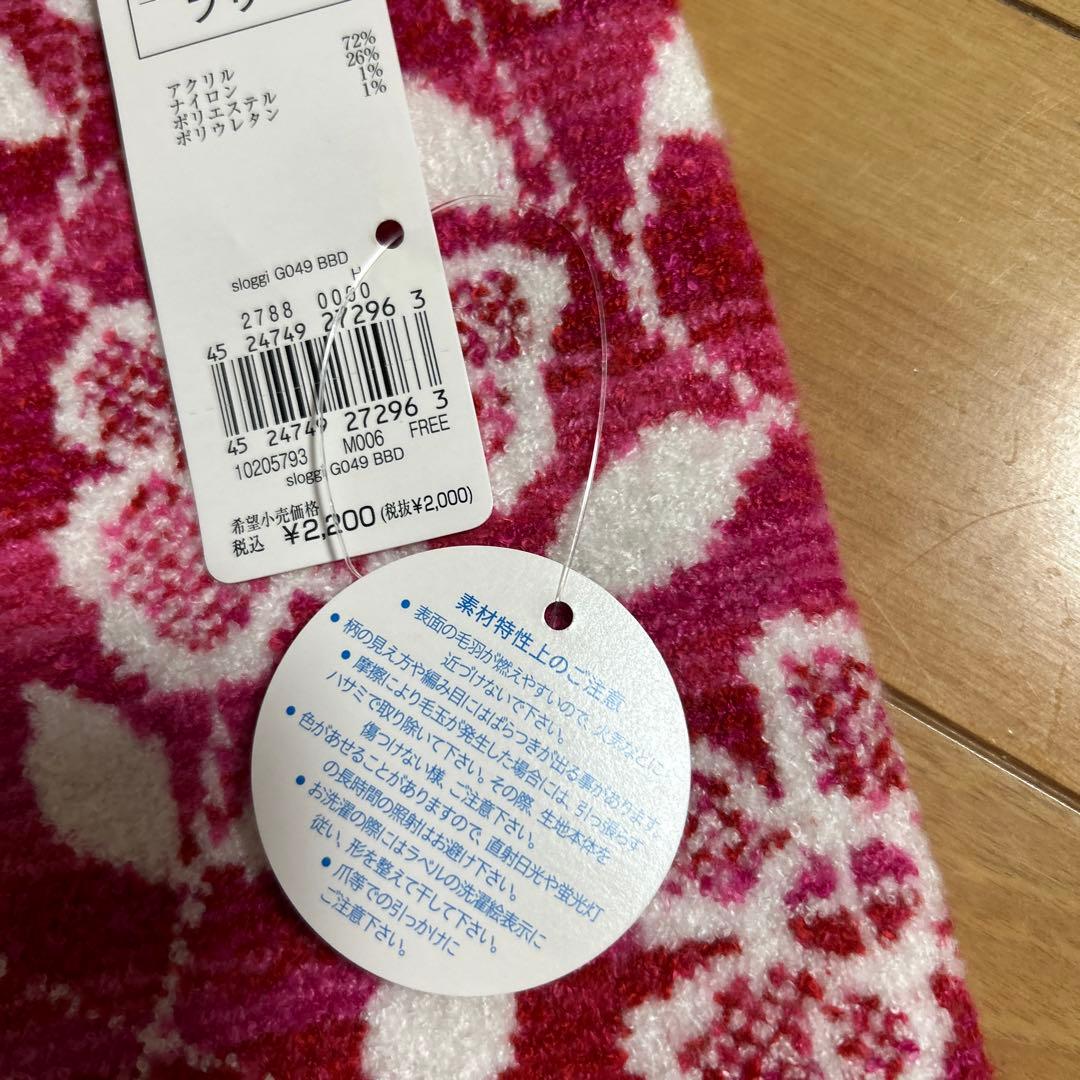 フリー
アクリル 72%
ナイロン 26%
ポリエステル 1%
ポリウレタン 1%
sloggi G049 BBD
H
2788 0000
45 24749 27296 3
45 24749 27296 3
10205793 M006 FREE
sloggi G049 BBD
希望小売価格
税込 ¥2,200 (税抜¥2,000)
素材特性上のご注意
●表面の毛羽が燃えやすいので、火気などに
近づけないで下さい。
●柄の見え方や編み目にはばらつきが出る事があります。
●摩擦により毛玉が発生した場合には、引っ張らず
ハサミで取り除いて下さい。その際、生地本体を
傷つけない様、ご注意下さい。
●色があせることがありますので、直射日光や蛍光灯
の長時間の照射はお避け下さい。
●お洗濯の際にはラベルの洗濯絵表示に
従い、形を整えて干して下さい。
●爪等での引っかけに
ご注意下さい。